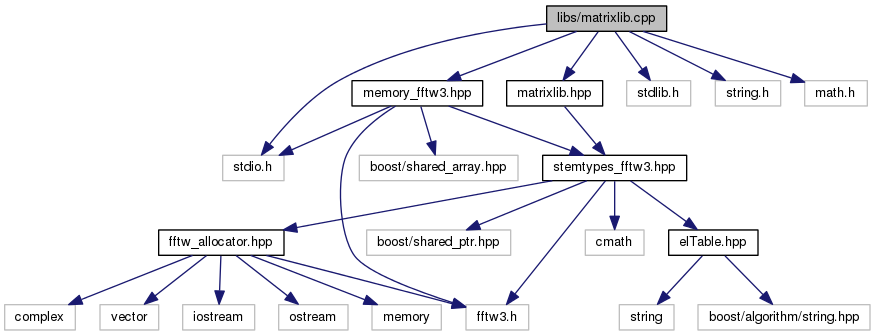 libs/matrixlib.cpp
memory_fftw3.hpp
matrixlib.hpp
stdlib.h
string.h
math.h
stdio.h
boost/shared_array.hpp
stemtypes_fftw3.hpp
fftw_allocator.hpp
boost/shared_ptr.hpp
cmath
elTable.hpp
complex
vector
iostream
ostream
memory
fftw3.h
string
boost/algorithm/string.hpp